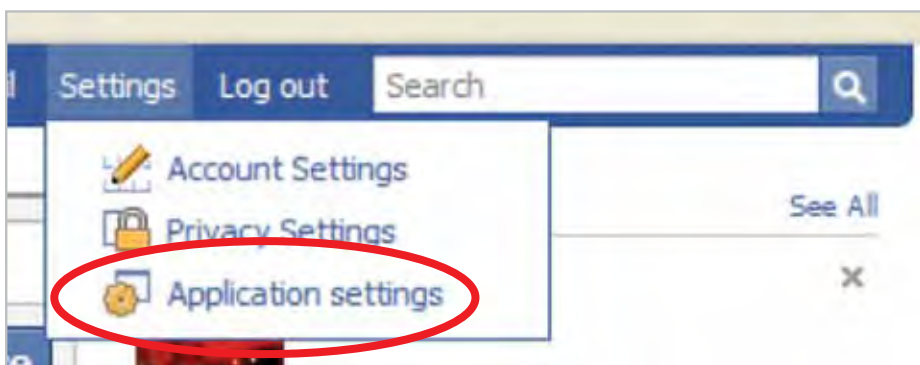 Settings Log out Search
Account Settings
See All
Privacy Settings
Application settings